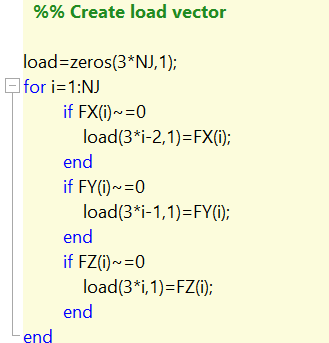 %% Create load vector
load=zeros(3*NJ,1);
for i=1:NJ
if FX(i)~=0
load(3*i-2,1)=FX(i);
end
if FY(i)~=0
load(3*i-1,1)=FY(i);
end
if FZ(i)~=0
load(3*i,1)=FZ(i);
end
end